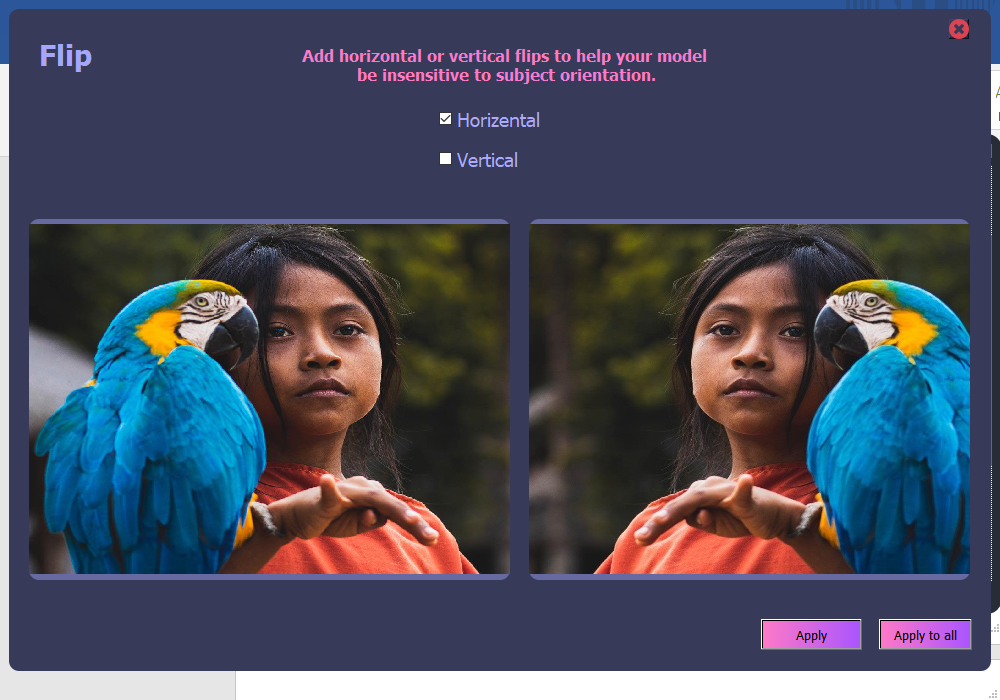 Flip
Add horizontal or vertical flips to help your model
be insensitive to subject orientation.
Horizental
Vertical
Apply
Apply to all